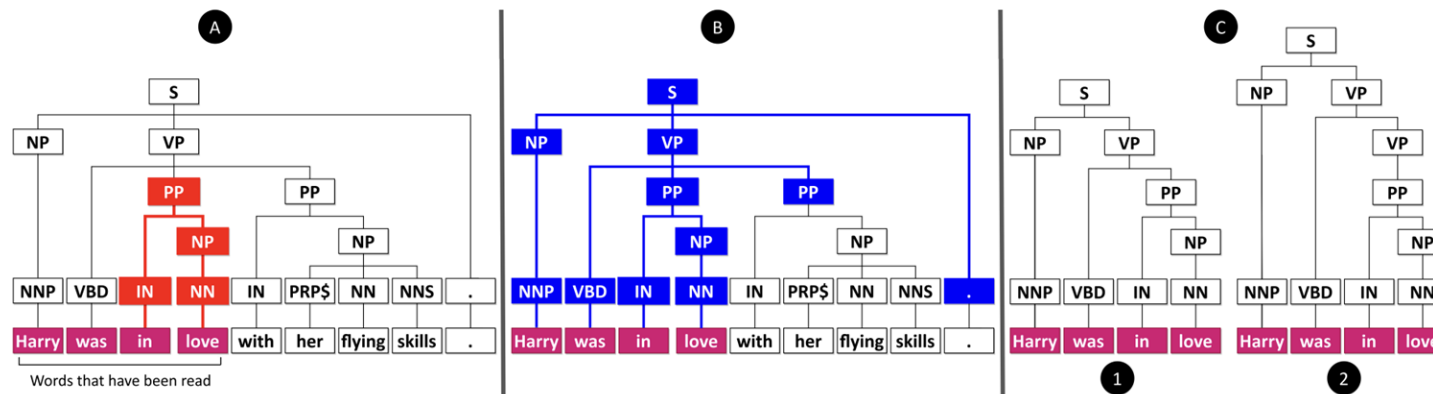 A B C
S
NP VP
PP PP
NP NP
NNP VBD IN NN IN PRP$ NN NNS .
Harry was in love with her flying skills .
Words that have been read
S
NP VP
PP PP
NP NP
NNP VBD IN NN IN PRP$ NN NNS .
Harry was in love with her flying skills .
S
NP VP
PP
NP
NNP VBD IN NN
Harry was in love
1
S
NP VP
VP
PP
NP
NNP VBD IN NN
Harry was in love
2